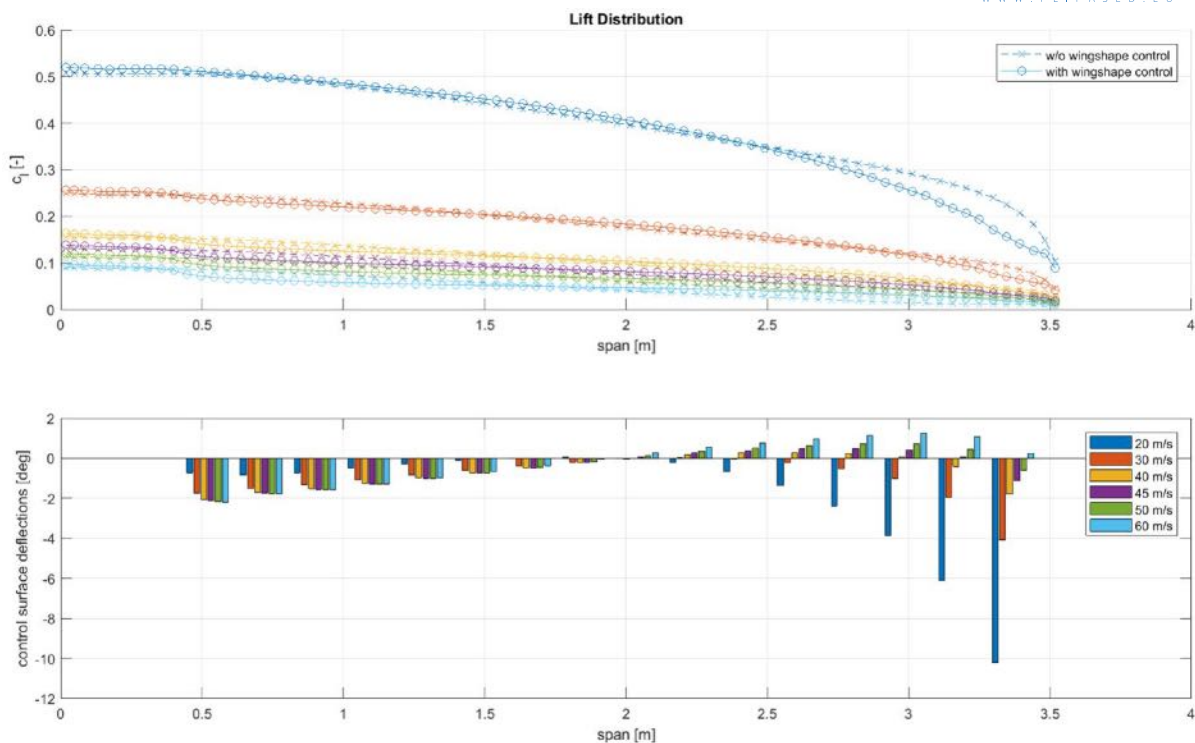 Lift Distribution
0.6
0.5
0.4
0.3
0.2
0.1
0
c_l [-]
w/o wingshape control
with wingshape control
0 0.5 1 1.5 2 2.5 3 3.5 4
span [m]
2
0
-2
-4
-6
-8
-10
-12
control surface deflections [deg]
20 m/s
30 m/s
40 m/s
45 m/s
50 m/s
60 m/s
0 0.5 1 1.5 2 2.5 3 3.5 4
span [m]